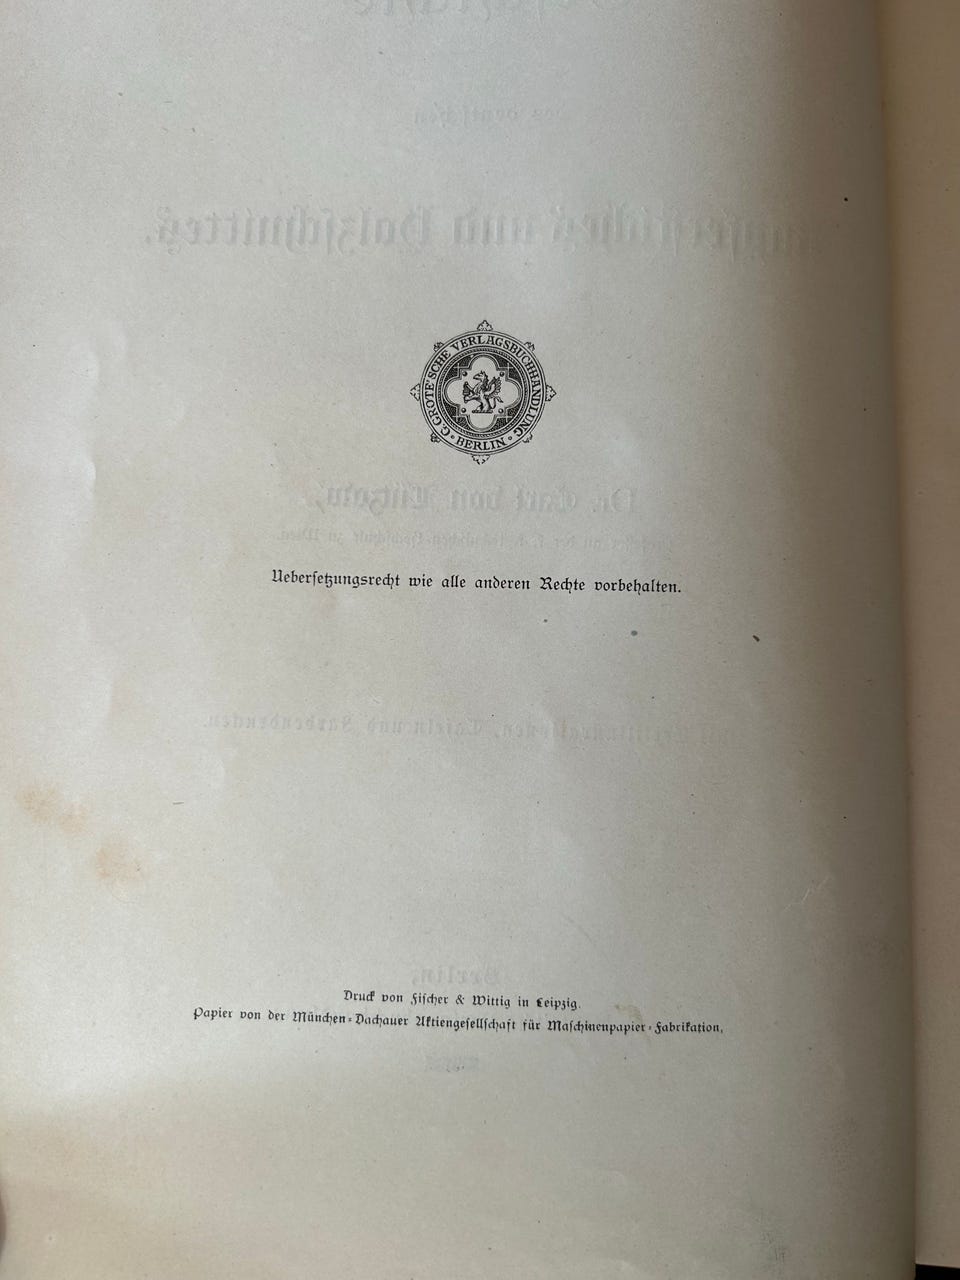 G. GROTE'SCHE VERLAGSBUCHHANDLUNG · BERLIN ·
Uebersetzungsrecht wie alle anderen Rechte vorbehalten.
Druck von Fischer & Wittig in Leipzig.
Papier von der München-Dachauer Aktiengesellschaft für Maschinenpapier-Fabrikation.